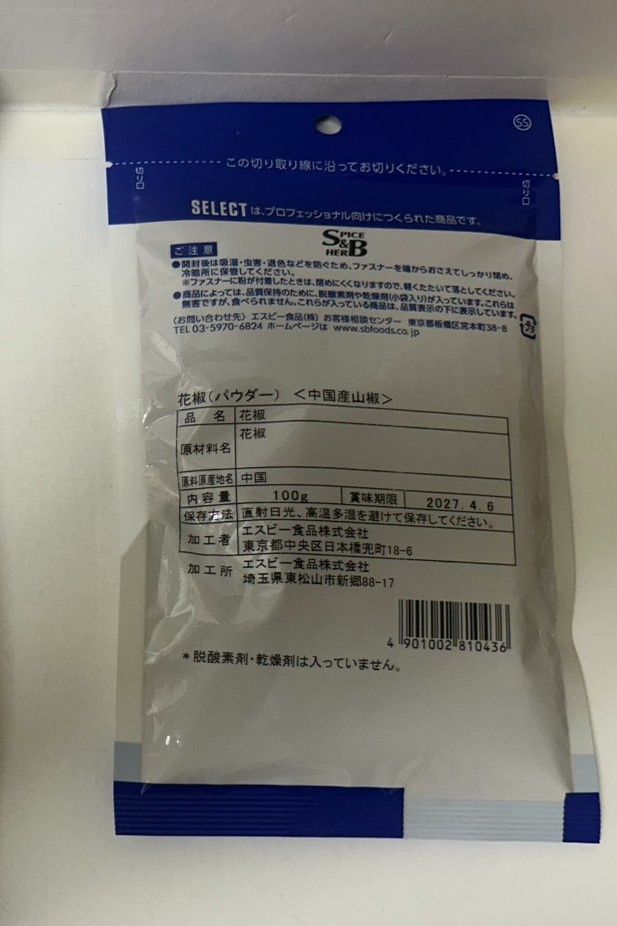 SS
この切り取り線に沿ってお切りください。
切り口
切り口
SELECT は、プロフェッショナル向けにつくられた商品です。
SPICE & HERB
ご注意
●開封後は吸湿・虫害・退色などを防ぐため、ファスナーを端からおさえてしっかり閉め、
冷暗所に保管してください。
※ファスナーに粉が付着したときは、閉めにくくなりますので、軽くたたいて落としてください。
●商品によっては、品質保持のために、脱酸素剤や乾燥剤(小袋入り)が入っています。これらは
無害ですが、食べられません。これらが入っている商品は、品質表示の下に表示しています。
〈お問い合わせ先〉 エスビー食品(株) お客様相談センター 東京都板橋区宮本町38-8
TEL 03-5970-6824 ホームページは www.sbfoods.co.jp
プラ
花椒(パウダー) <中国産山椒>
品 名 花椒
原材料名 花椒
原料原産地名 中国
内容量 100g 賞味期限 2027.4.6
保存方法 直射日光、高温多湿を避けて保存してください。
加工者 エスビー食品株式会社
東京都中央区日本橋兜町18-6
加工所 エスビー食品株式会社
埼玉県東松山市新郷88-17
4 901002 810436
*脱酸素剤・乾燥剤は入っていません。